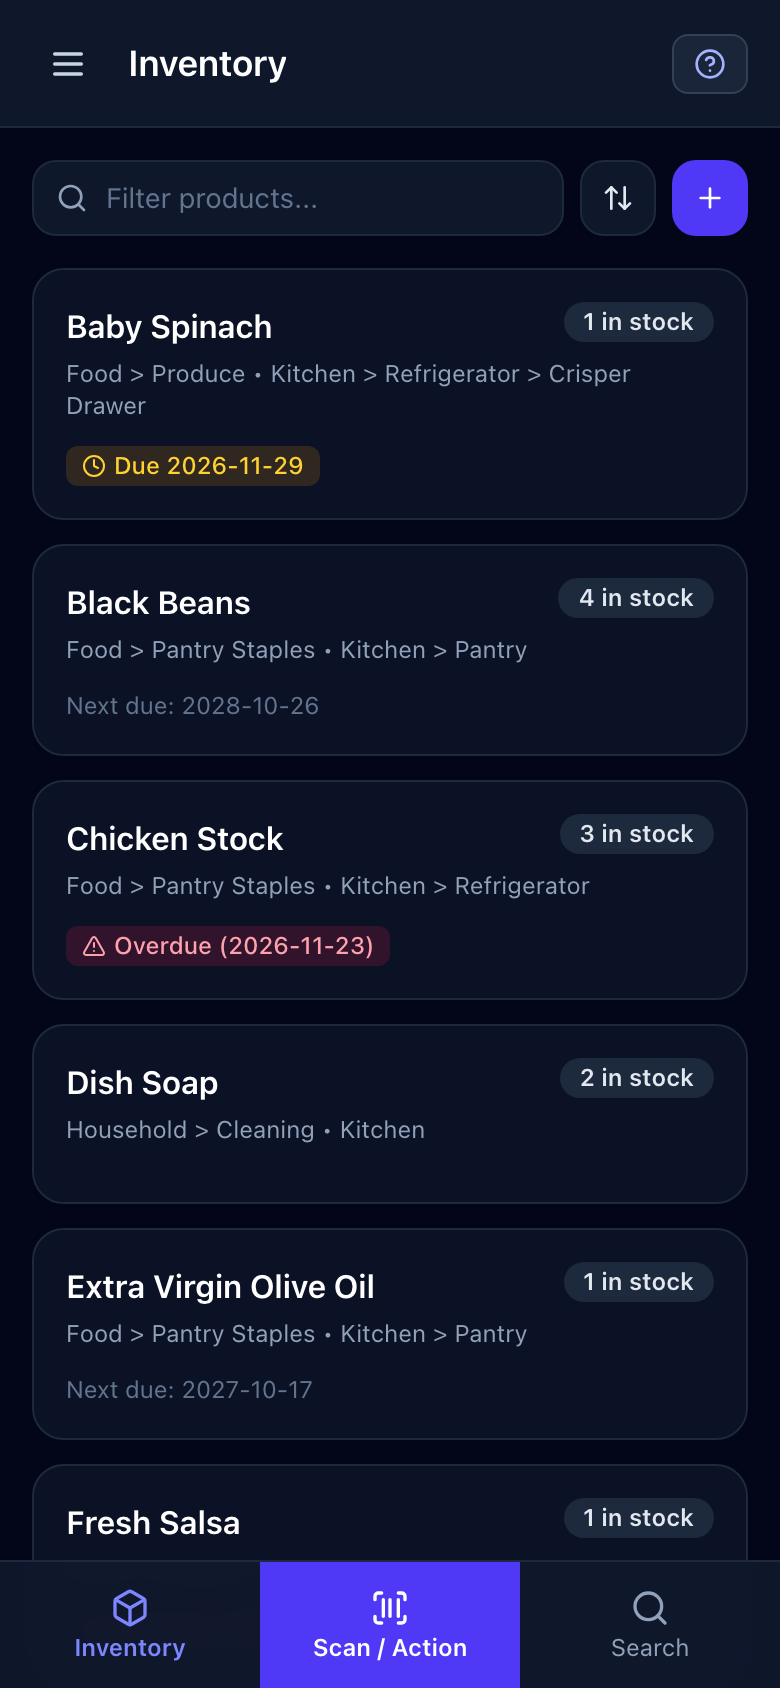 Inventory
Filter products...
Baby Spinach
1 in stock
Food > Produce • Kitchen > Refrigerator > Crisper
Drawer
Due 2026-11-29
Black Beans
4 in stock
Food > Pantry Staples • Kitchen > Pantry
Next due: 2028-10-26
Chicken Stock
3 in stock
Food > Pantry Staples • Kitchen > Refrigerator
Overdue (2026-11-23)
Dish Soap
2 in stock
Household > Cleaning • Kitchen
Extra Virgin Olive Oil
1 in stock
Food > Pantry Staples • Kitchen > Pantry
Next due: 2027-10-17
Fresh Salsa
1 in stock
Inventory
Scan / Action
Search